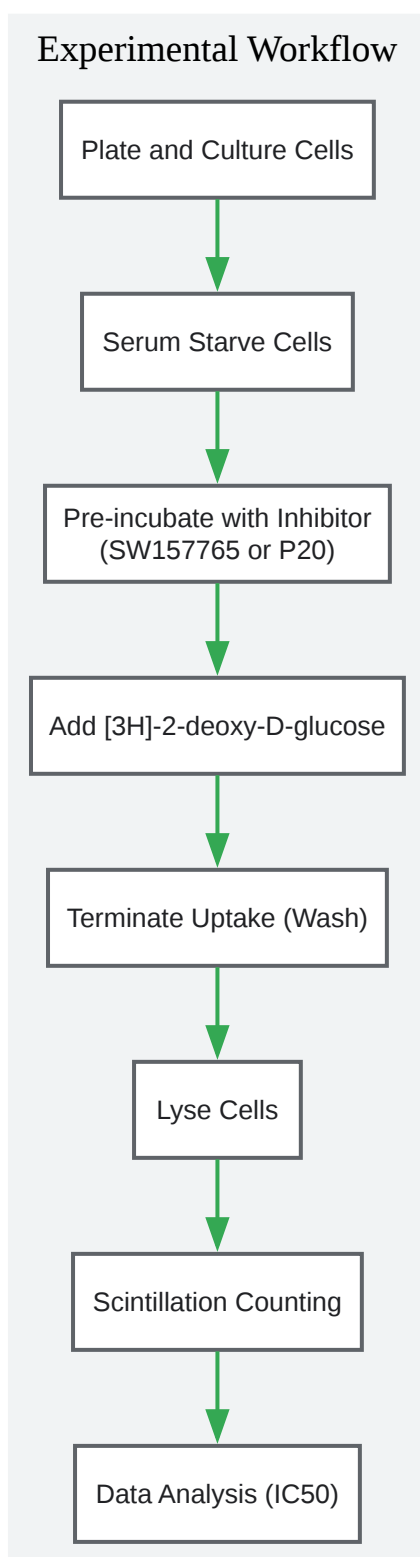 Experimental Workflow
Plate and Culture Cells
Serum Starve Cells
Pre-incubate with Inhibitor
(SW157765 or P20)
Add [3H]-2-deoxy-D-glucose
Terminate Uptake (Wash)
Lyse Cells
Scintillation Counting
Data Analysis (IC50)